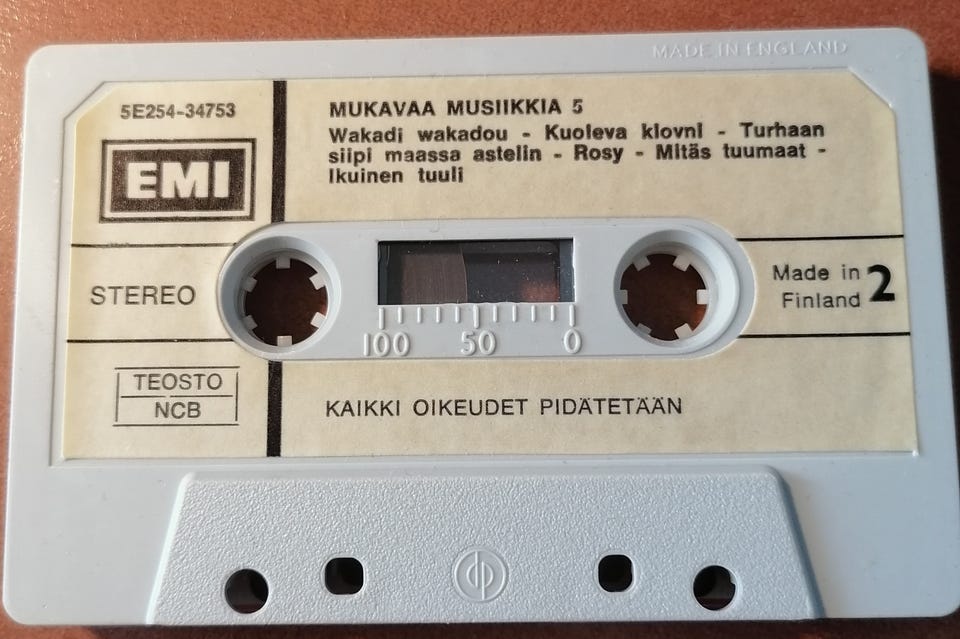 MADE IN ENGLAND
5E254-34753
EMI
MUKAVAA MUSIIKKIA 5
Wakadi wakadou - Kuoleva klovni - Turhaan
siipi maassa astelin - Rosy - Mitäs tuumaat -
Ikuinen tuuli
STEREO
100 50 0
Made in
Finland
2
TEOSTO
NCB
KAIKKI OIKEUDET PIDÄTETÄÄN